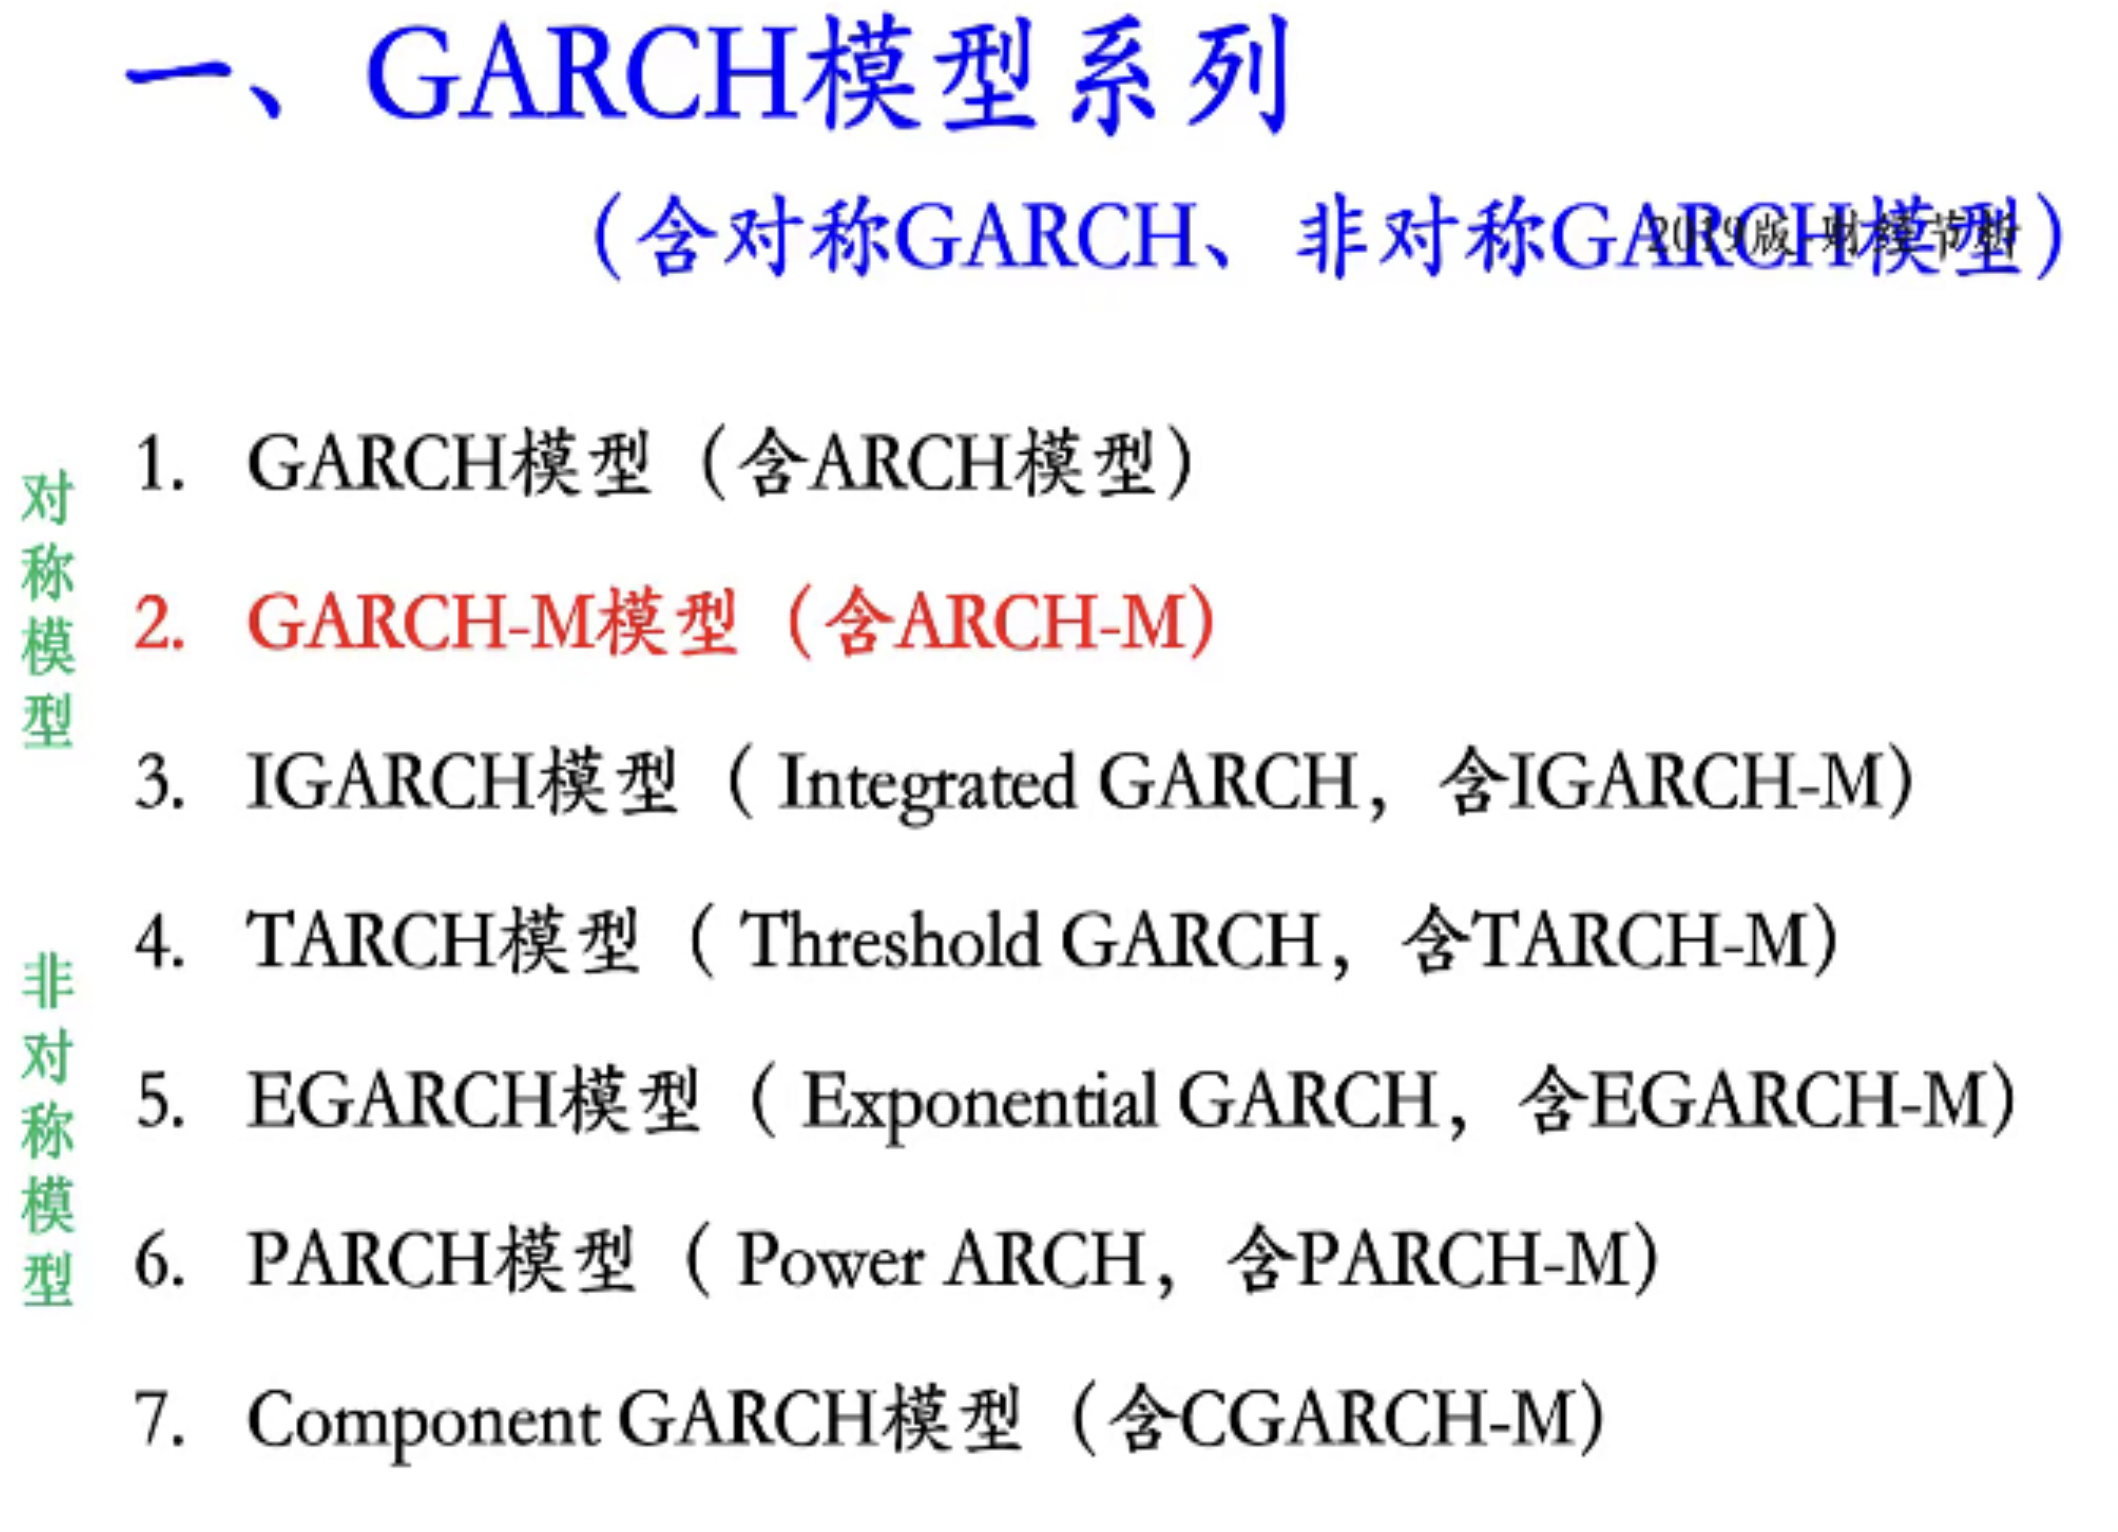 一、GARCH模型系列
（含对称GARCH、非对称GARCH模型）
2019版
对称模型
1. GARCH模型（含ARCH模型）
2. GARCH-M模型（含ARCH-M）
3. IGARCH模型（ Integrated GARCH，含IGARCH-M）
非对称模型
4. TARCH模型（ Threshold GARCH，含TARCH-M）
5. EGARCH模型（ Exponential GARCH，含EGARCH-M）
6. PARCH模型（ Power ARCH，含PARCH-M）
7. Component GARCH模型（含CGARCH-M）